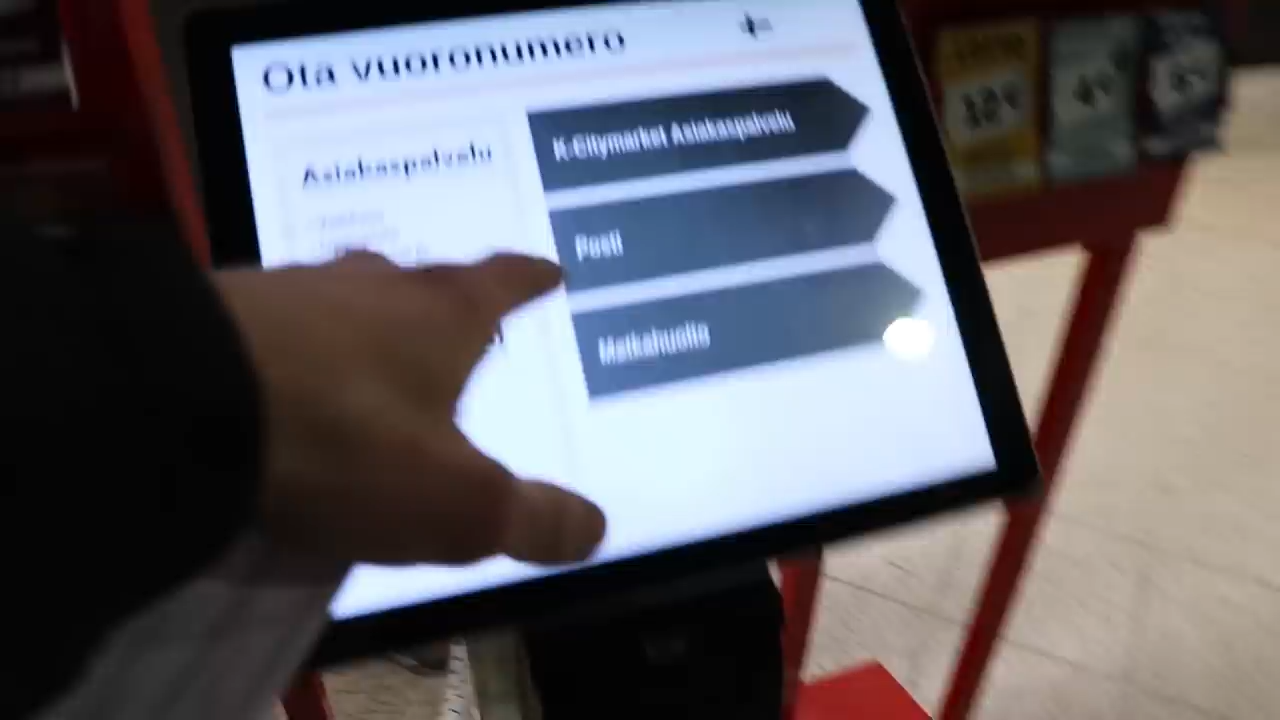 Ota vuoronumero
Asiakaspalvelu
K-Citymarket Asiakaspalvelu
Posti
Matkahuolto